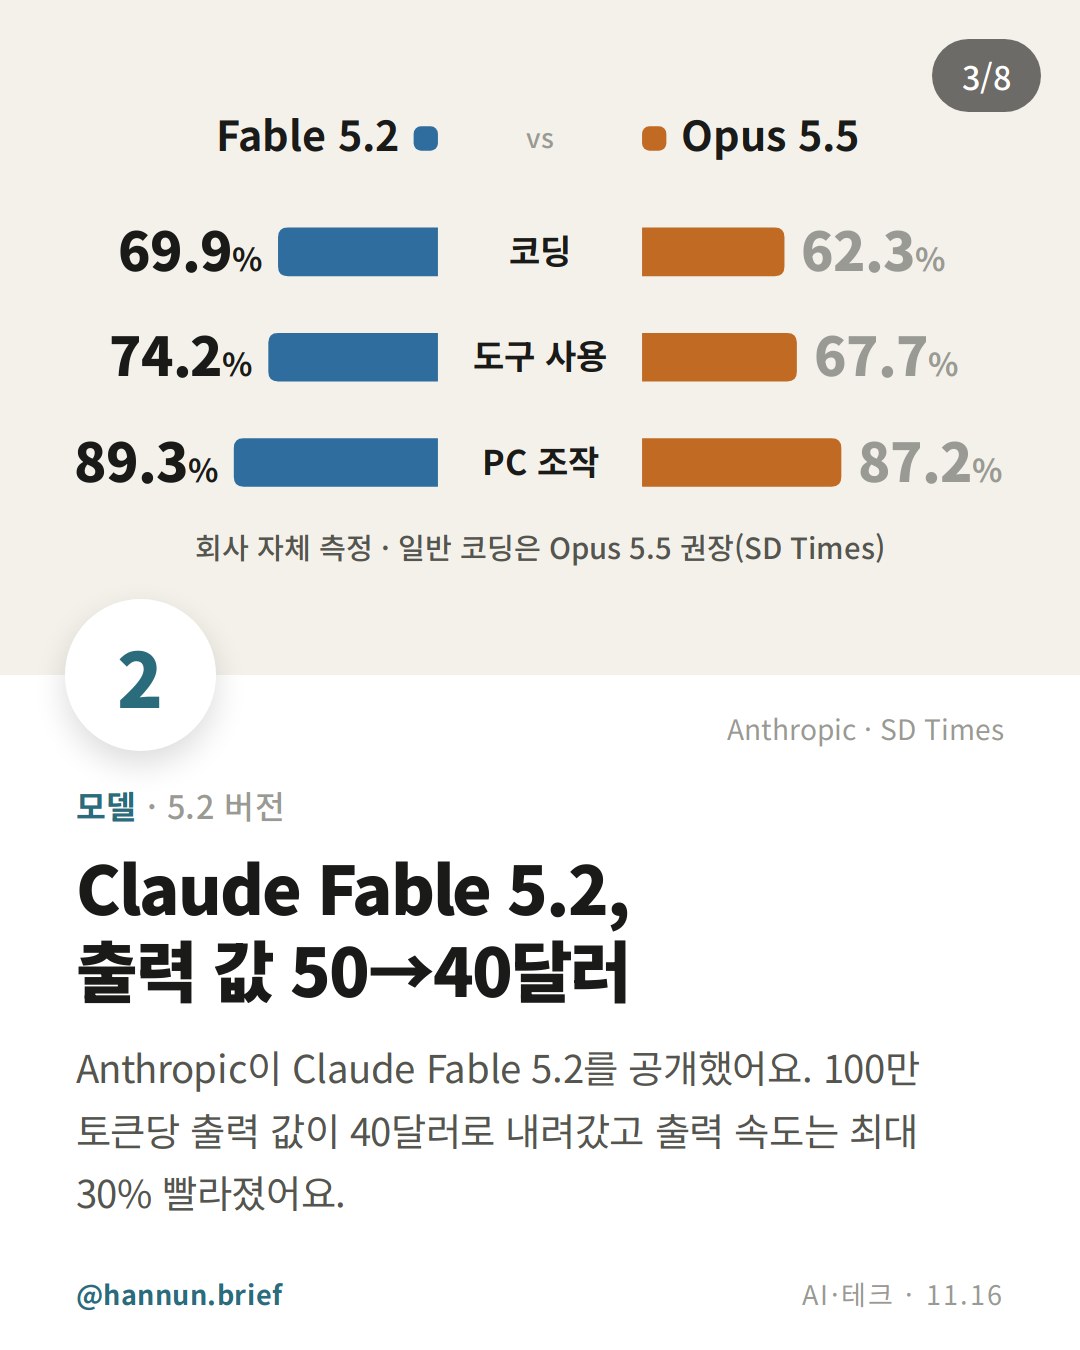 3/8
Fable 5.2 vs Opus 5.5
69.9% 코딩 62.3%
74.2% 도구 사용 67.7%
89.3% PC 조작 87.2%
회사 자체 측정 · 일반 코딩은 Opus 5.5 권장(SD Times)
2
Anthropic · SD Times
모델 · 5.2 버전
Claude Fable 5.2,
출력 값 50→40달러
Anthropic이 Claude Fable 5.2를 공개했어요. 100만
토큰당 출력 값이 40달러로 내려갔고 출력 속도는 최대
30% 빨라졌어요.
@hannun.brief
AI·테크 · 11.16